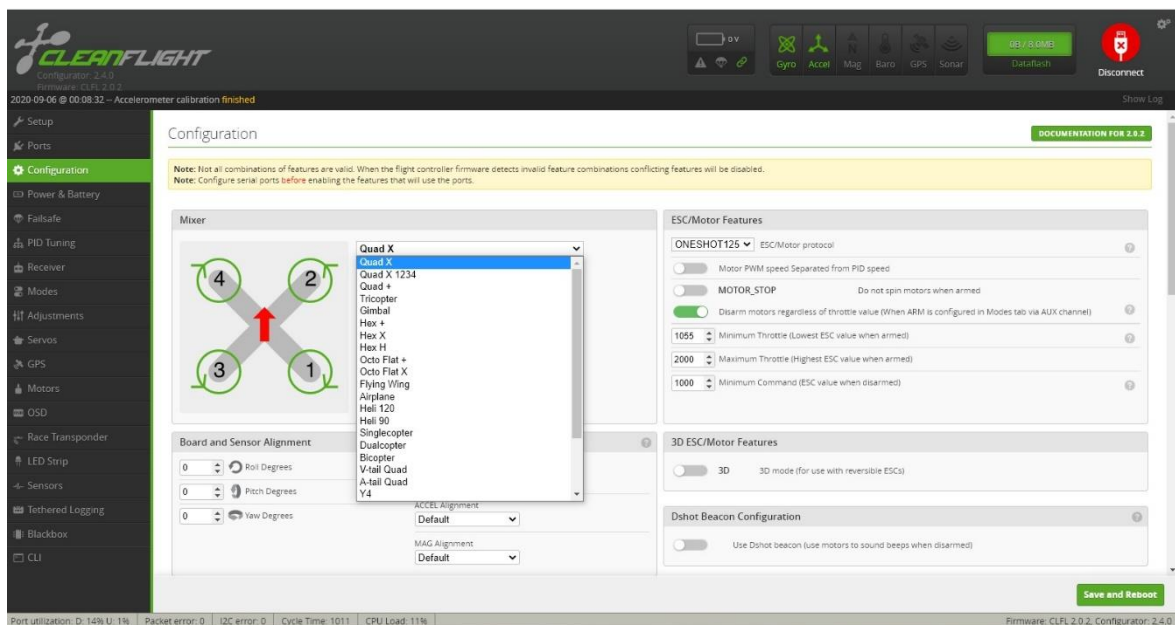 CLEANFLIGHT
Configurator: 2.4.0
Firmware: CLFL 2.0.2
0 V
Gyro
Accel
Mag
Baro
GPS
Sonar
0B / 8.0MB
Dataflash
Disconnect
2020-09-06 @ 00:08:32 -- Accelerometer calibration finished
Show Log
Setup
Ports
Configuration
Power & Battery
Failsafe
PID Tuning
Receiver
Modes
Adjustments
Servos
GPS
Motors
OSD
Race Transponder
LED Strip
Sensors
Tethered Logging
Blackbox
CLI
Configuration
DOCUMENTATION FOR 2.0.2
Note: Not all combinations of features are valid. When the flight controller firmware detects invalid feature combinations conflicting features will be disabled.
Note: Configure serial ports before enabling the features that will use the ports.
Mixer
4
2
3
1
Quad X
Quad X
Quad X 1234
Quad +
Tricopter
Gimbal
Hex +
Hex X
Hex H
Octo Flat +
Octo Flat X
Flying Wing
Airplane
Heli 120
Heli 90
Singlecopter
Dualcopter
Bicopter
V-tail Quad
A-tail Quad
Y4
Board and Sensor Alignment
0 Roll Degrees
0 Pitch Degrees
0 Yaw Degrees
ACCEL Alignment
Default
MAG Alignment
Default
ESC/Motor Features
ONESHOT125 ESC/Motor protocol
Motor PWM speed Separated from PID speed
MOTOR_STOP Do not spin motors when armed
Disarm motors regardless of throttle value (When ARM is configured in Modes tab via AUX channel)
1055 Minimum Throttle (Lowest ESC value when armed)
2000 Maximum Throttle (Highest ESC value when armed)
1000 Minimum Command (ESC value when disarmed)
3D ESC/Motor Features
3D 3D mode (for use with reversible ESCs)
Dshot Beacon Configuration
Use Dshot beacon (use motors to sound beeps when disarmed)
Save and Reboot
Port utilization: D: 14% U: 1%
Packet error: 0
I2C error: 0
Cycle Time: 1011
CPU Load: 11%
Firmware: CLFL 2.0.2, Configurator: 2.4.0